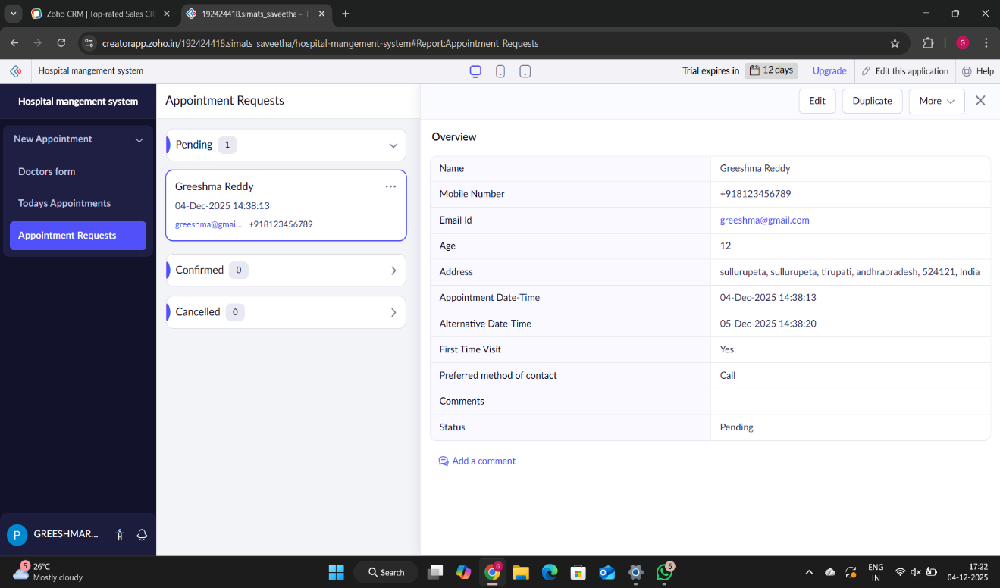 Zoho CRM | Top-rated Sales CR
192424418.simats_saveetha -
creatorapp.zoho.in/192424418.simats_saveetha/hospital-mangement-system#Report:Appointment_Requests
G
Hospital mangement system
Trial expires in 12 days Upgrade Edit this application Help
Hospital mangement system
New Appointment
Doctors form
Todays Appointments
Appointment Requests
P GREESHMAR...
Appointment Requests
Pending 1
Greeshma Reddy
04-Dec-2025 14:38:13
greeshma@gmai... +918123456789
Confirmed 0
Cancelled 0
Edit Duplicate More
Overview
Name Greeshma Reddy
Mobile Number +918123456789
Email Id greeshma@gmail.com
Age 12
Address sullurupeta, sullurupeta, tirupati, andhrapradesh, 524121, India
Appointment Date-Time 04-Dec-2025 14:38:13
Alternative Date-Time 05-Dec-2025 14:38:20
First Time Visit Yes
Preferred method of contact Call
Comments
Status Pending
Add a comment
5 26°C
Mostly cloudy
Search
G
5
ENG
IN
17:22
04-12-2025